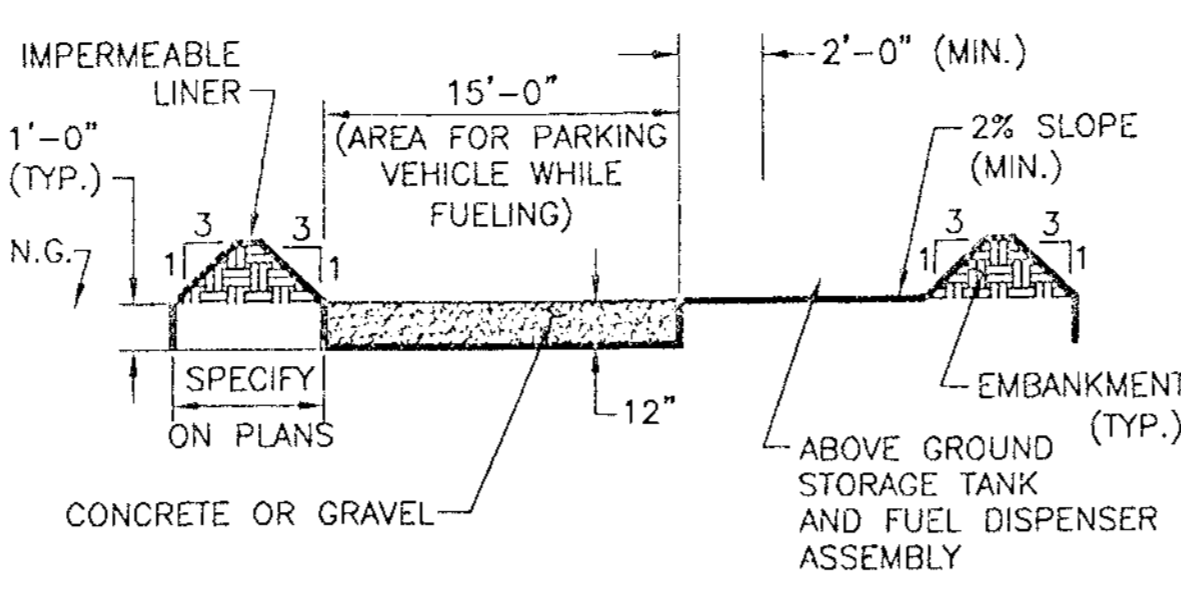 IMPERMEABLE
LINER
1'-0"
(TYP.)
N.G.
15'-0"
(AREA FOR PARKING
VEHICLE WHILE
FUELING)
2'-0" (MIN.)
2% SLOPE
(MIN.)
3
1
3
1
3
1
3
1
SPECIFY
ON PLANS
12"
CONCRETE OR GRAVEL
EMBANKMENT
(TYP.)
ABOVE GROUND
STORAGE TANK
AND FUEL DISPENSER
ASSEMBLY